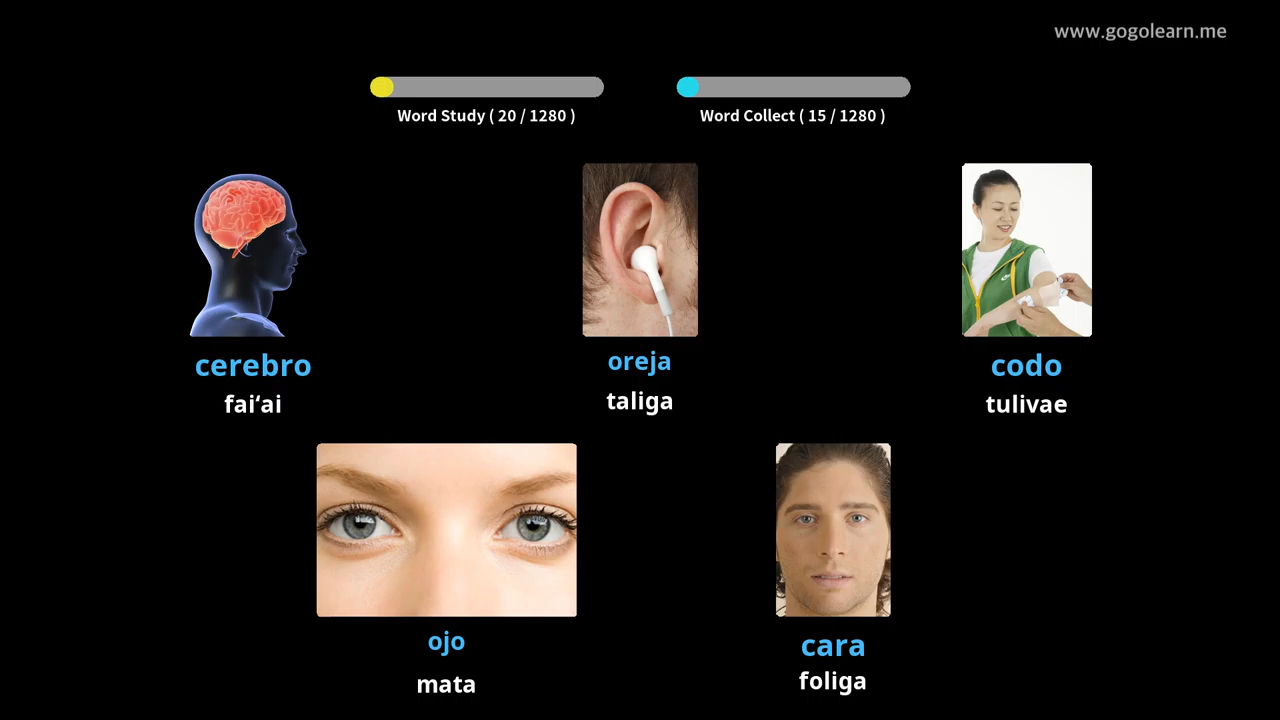 www.gogolearn.me
Word Study ( 20 / 1280 )
Word Collect ( 15 / 1280 )
cerebro
fai‘ai
oreja
taliga
codo
tulivae
ojo
mata
cara
foliga